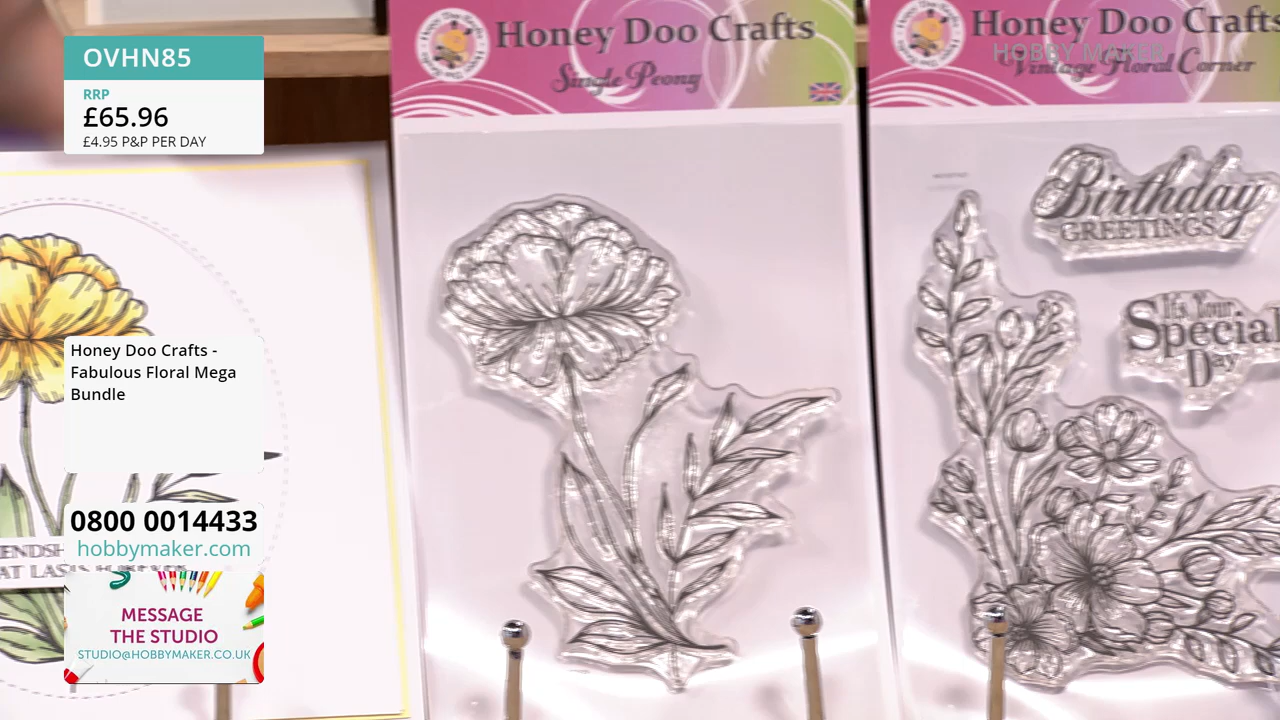 OVHN85
RRP
£65.96
£4.95 P&P PER DAY
Honey Doo Crafts -
Fabulous Floral Mega
Bundle
0800 0014433
hobbymaker.com
MESSAGE
THE STUDIO
STUDIO@HOBBYMAKER.CO.UK
Honey Doo Crafts
Single Peony
Honey Doo Crafts
HOBBY MAKER
Vintage Floral Corner
Birthday
GREETINGS
It's Your
Special
Day